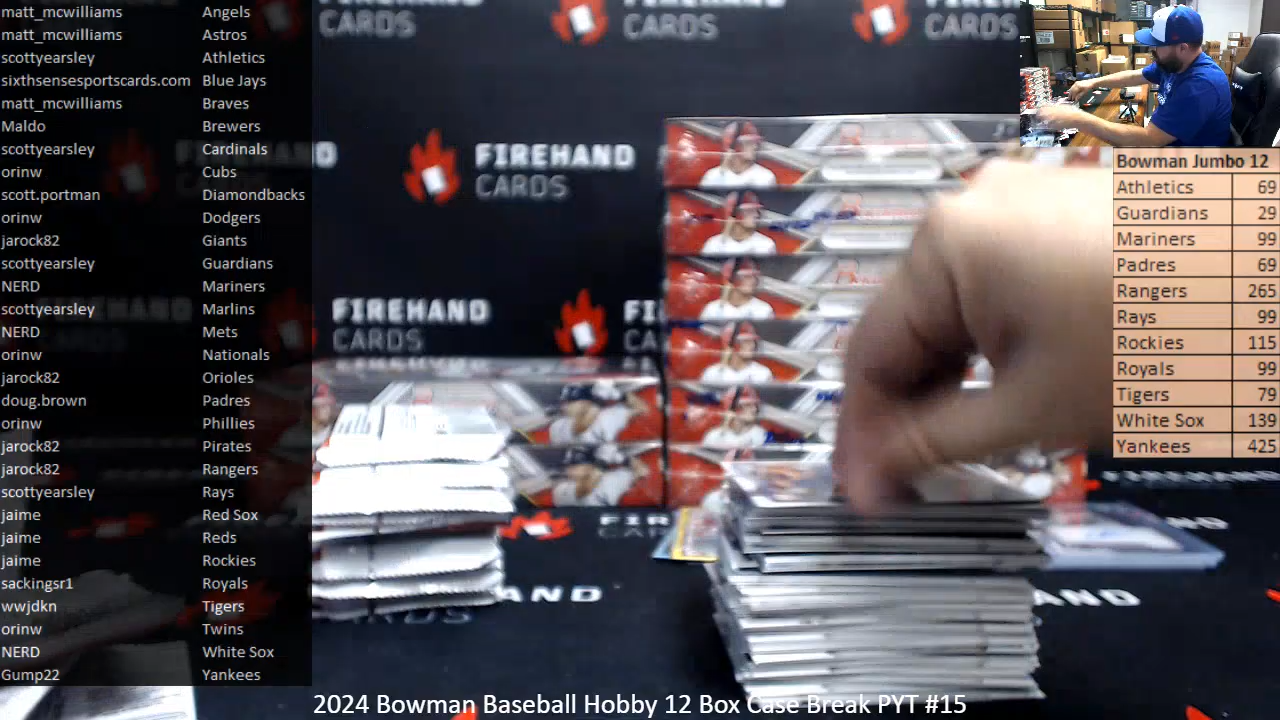 matt_mcwilliams Angels
matt_mcwilliams Astros
scottyearsley Athletics
sixthsensesportscards.com Blue Jays
matt_mcwilliams Braves
Maldo Brewers
scottyearsley Cardinals
orinw Cubs
scott.portman Diamondbacks
orinw Dodgers
jarock82 Giants
scottyearsley Guardians
NERD Mariners
scottyearsley Marlins
NERD Mets
orinw Nationals
jarock82 Orioles
doug.brown Padres
orinw Phillies
jarock82 Pirates
jarock82 Rangers
scottyearsley Rays
jaime Red Sox
jaime Reds
jaime Rockies
sackingsr1 Royals
wwjdkn Tigers
orinw Twins
NERD White Sox
Gump22 Yankees
FIREHAND
CARDS
CARDS
CARDS
FIREHAND
CARDS
FIREHAND
CARDS
Bowman Jumbo 12
Athletics 69
Guardians 29
Mariners 99
Padres 69
Rangers 265
Rays 99
Rockies 115
Royals 99
Tigers 79
White Sox 139
Yankees 425
2024 Bowman Baseball Hobby 12 Box Case Break PYT #15